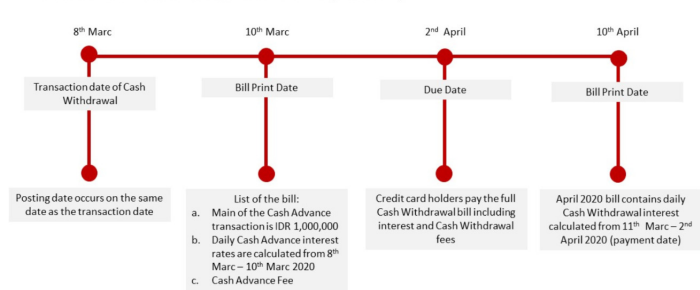 8th Marc
10th Marc
2nd April
10th April
Transaction date of Cash
Withdrawal
Bill Print Date
Due Date
Bill Print Date
Posting date occurs on the same
date as the transaction date
List of the bill:
a. Main of the Cash Advance
transaction is IDR 1,000,000
b. Daily Cash Advance interest
rates are calculated from 8th
Marc – 10th Marc 2020
c. Cash Advance Fee
Credit card holders pay the full
Cash Withdrawal bill including
interest and Cash Withdrawal
fees
April 2020 bill contains daily
Cash Withdrawal interest
calculated from 11th Marc – 2nd
April 2020 (payment date)